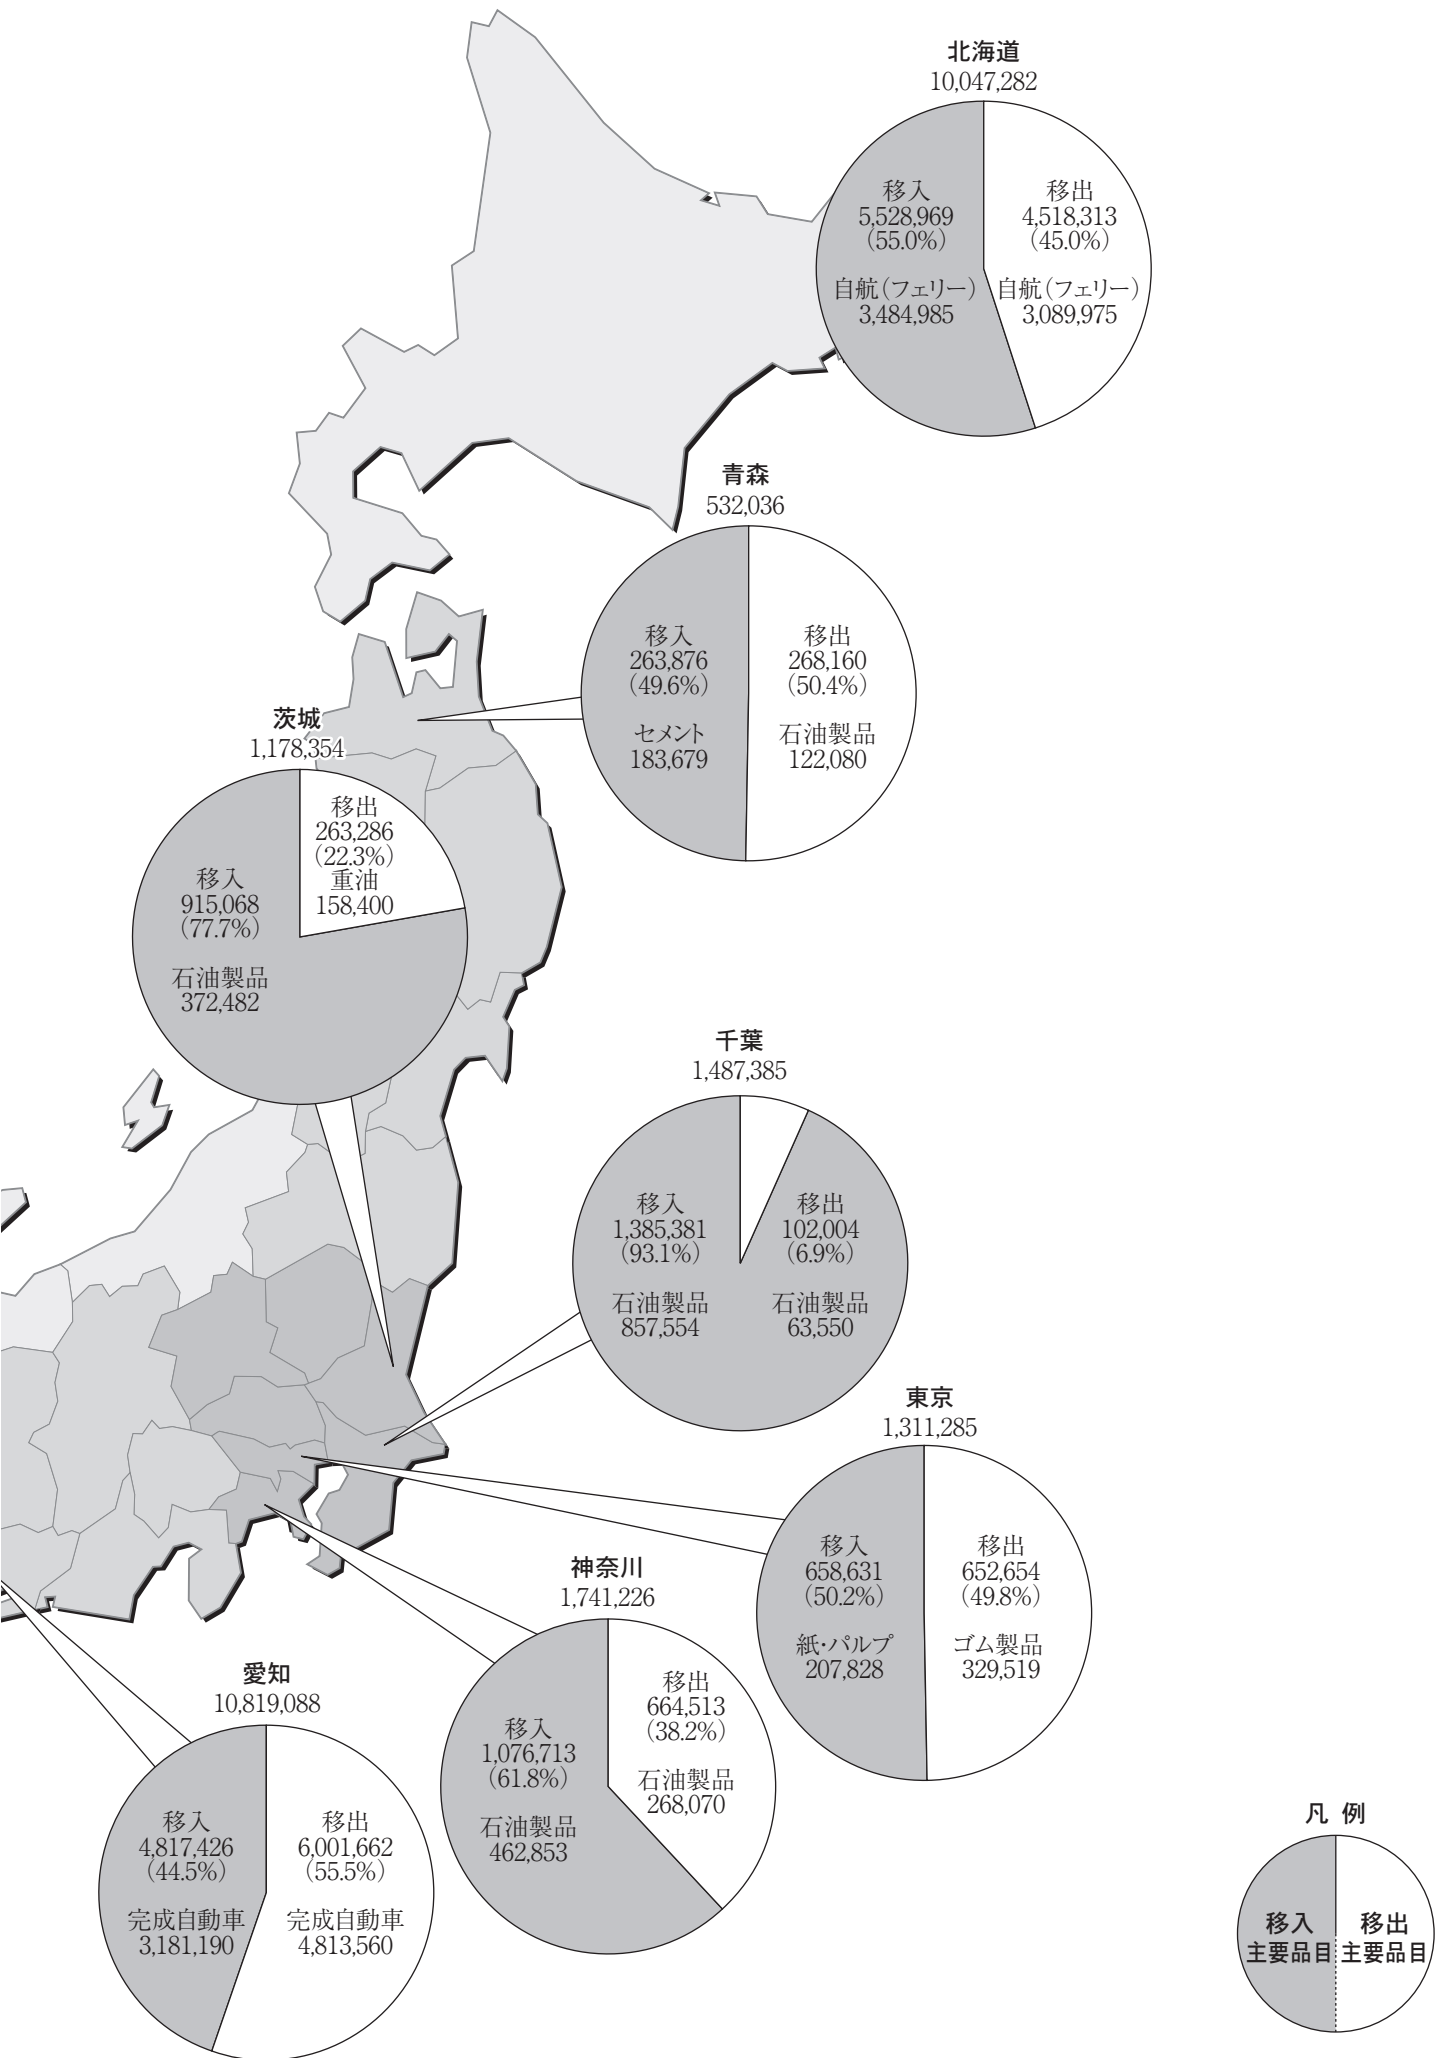 北海道
10,047,282
移入
5,528,969
(55.0%)
自航(フェリー)
3,484,985
移出
4,518,313
(45.0%)
自航(フェリー)
3,089,975
青森
532,036
移入
263,876
(49.6%)
セメント
183,679
移出
268,160
(50.4%)
石油製品
122,080
茨城
1,178,354
移入
915,068
(77.7%)
石油製品
372,482
移出
263,286
(22.3%)
重油
158,400
千葉
1,487,385
移入
1,385,381
(93.1%)
石油製品
857,554
移出
102,004
(6.9%)
石油製品
63,550
東京
1,311,285
移入
658,631
(50.2%)
紙・パルプ
207,828
移出
652,654
(49.8%)
ゴム製品
329,519
神奈川
1,741,226
移入
1,076,713
(61.8%)
石油製品
462,853
移出
664,513
(38.2%)
石油製品
268,070
愛知
10,819,088
移入
4,817,426
(44.5%)
完成自動車
3,181,190
移出
6,001,662
(55.5%)
完成自動車
4,813,560
凡 例
移入
主要品目
移出
主要品目